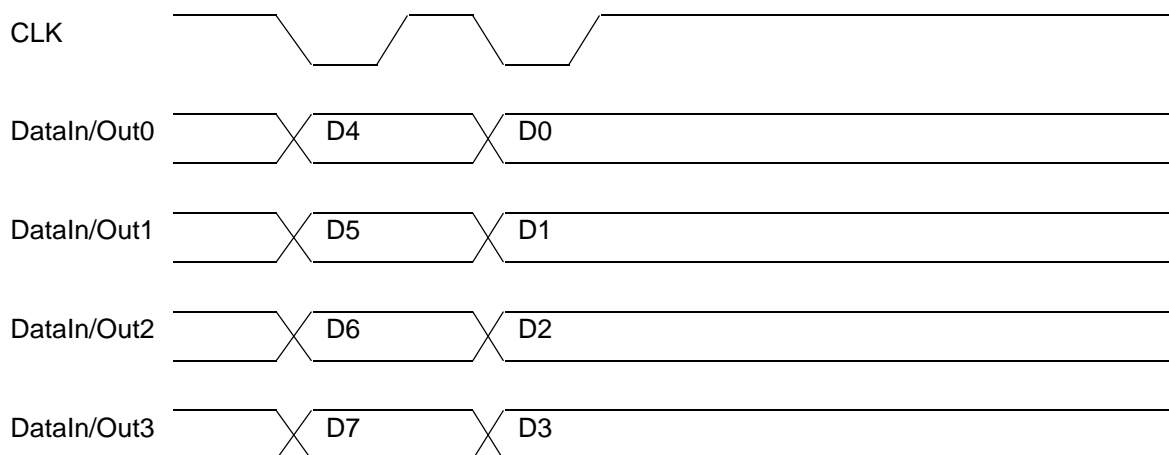 CLK
DataIn/Out0 D4 D0
DataIn/Out1 D5 D1
DataIn/Out2 D6 D2
DataIn/Out3 D7 D3